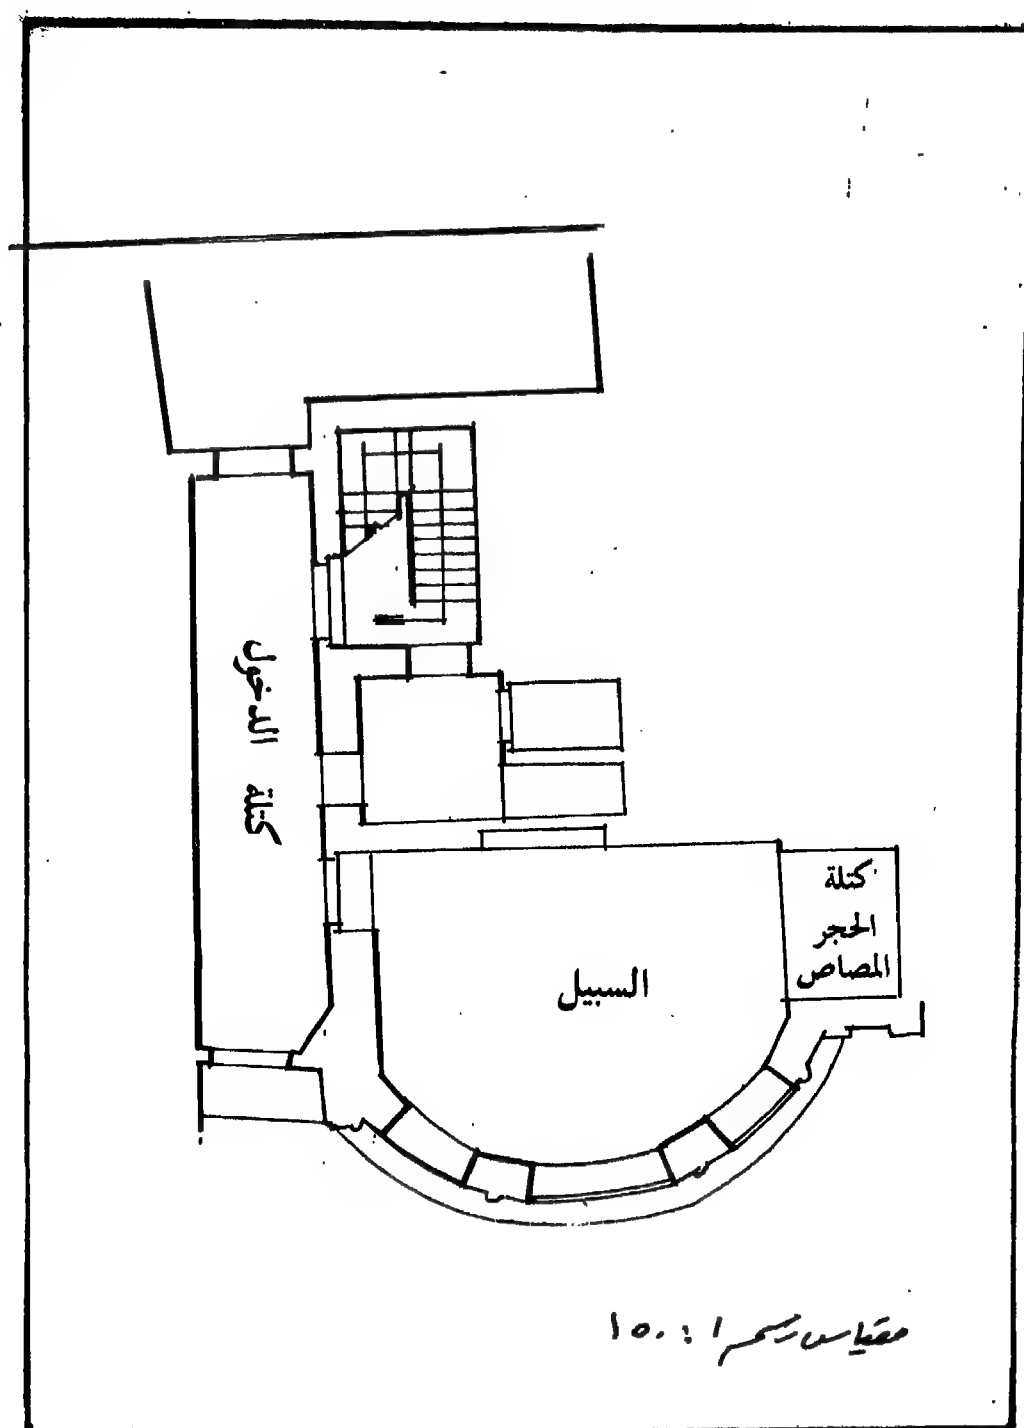 كتلة الدخول
كتلة
الحجر
المصاص
السبيل
مقياس رسم ١ : ١٥٠